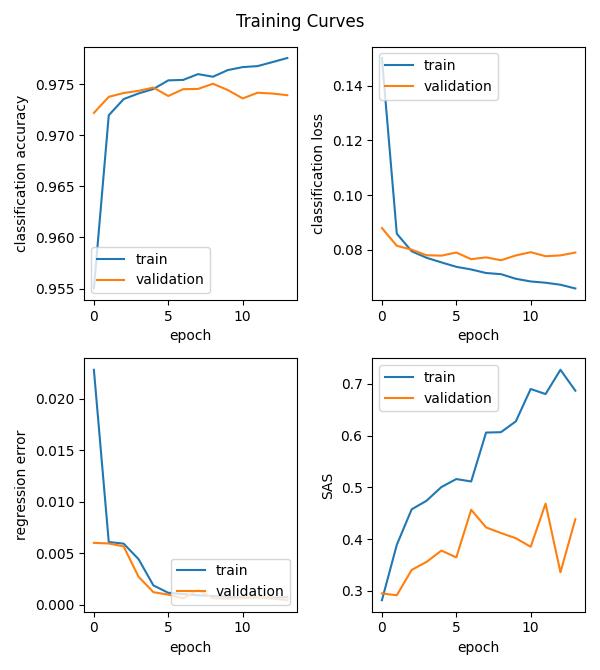 Training Curves
classification accuracy
0.975
0.970
0.965
0.960
0.955
train
validation
0
5
10
epoch
classification loss
0.14
0.12
0.10
0.08
train
validation
0
5
10
epoch
regression error
0.020
0.015
0.010
0.005
0.000
train
validation
0
5
10
epoch
SAS
0.7
0.6
0.5
0.4
0.3
train
validation
0
5
10
epoch